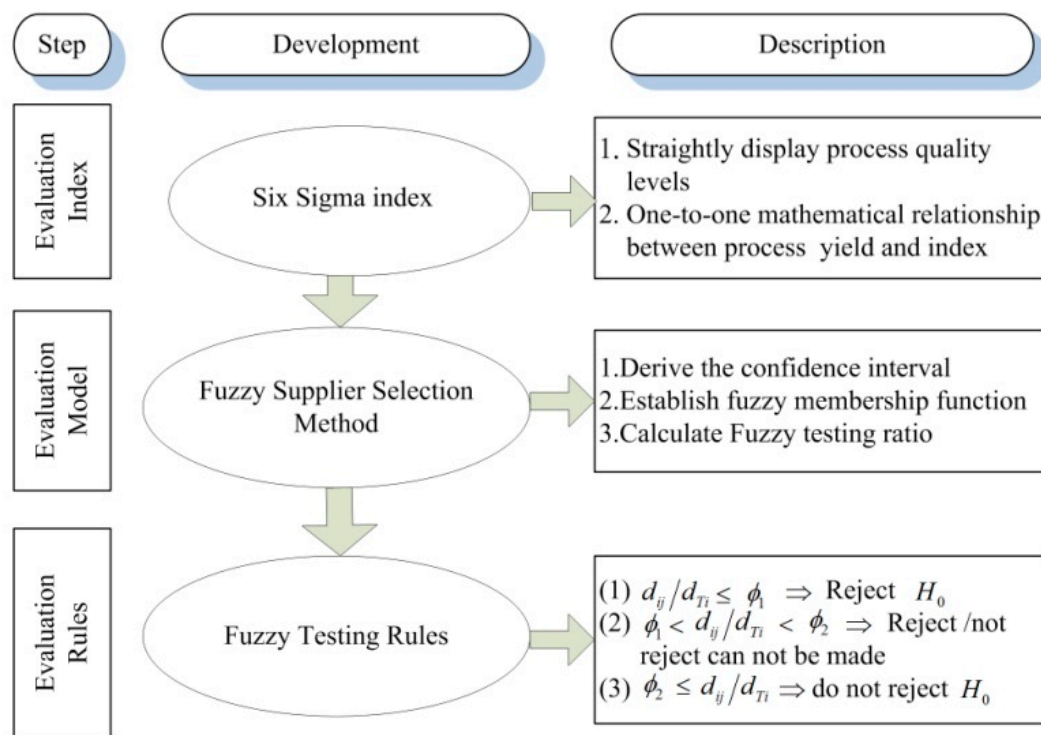 Step
Development
Description
Evaluation
Index
Six Sigma index
1. Straightly display process quality
levels
2. One-to-one mathematical relationship
between process yield and index
Evaluation
Model
Fuzzy Supplier Selection
Method
1.Derive the confidence interval
2.Establish fuzzy membership function
3.Calculate Fuzzy testing ratio
Evaluation
Rules
Fuzzy Testing Rules
(1) d_ij/d_Ti ≤ ϕ_1 ⇒ Reject H_0
(2) ϕ_1 < d_ij/d_Ti < ϕ_2 ⇒ Reject /not
reject can not be made
(3) ϕ_2 ≤ d_ij/d_Ti ⇒ do not reject H_0